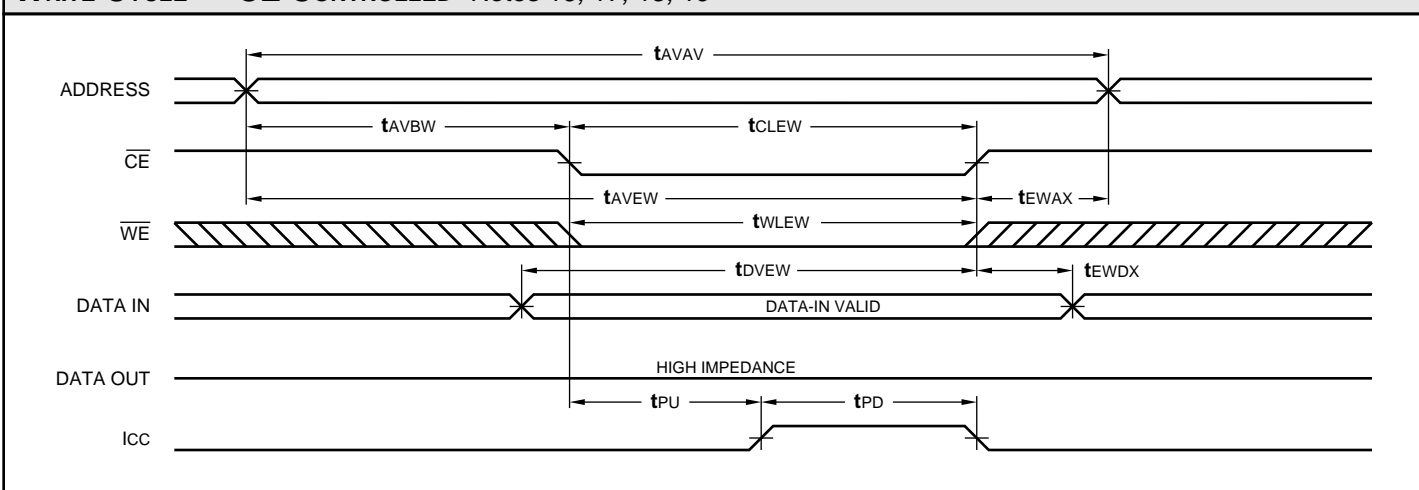 tAVAV
ADDRESS
tAVBW
tCLEW
CE
tAVEW
tEWAX
WE
tWLEW
tDVEW
tEWDX
DATA IN
DATA-IN VALID
DATA OUT
HIGH IMPEDANCE
tPU
tPD
ICC